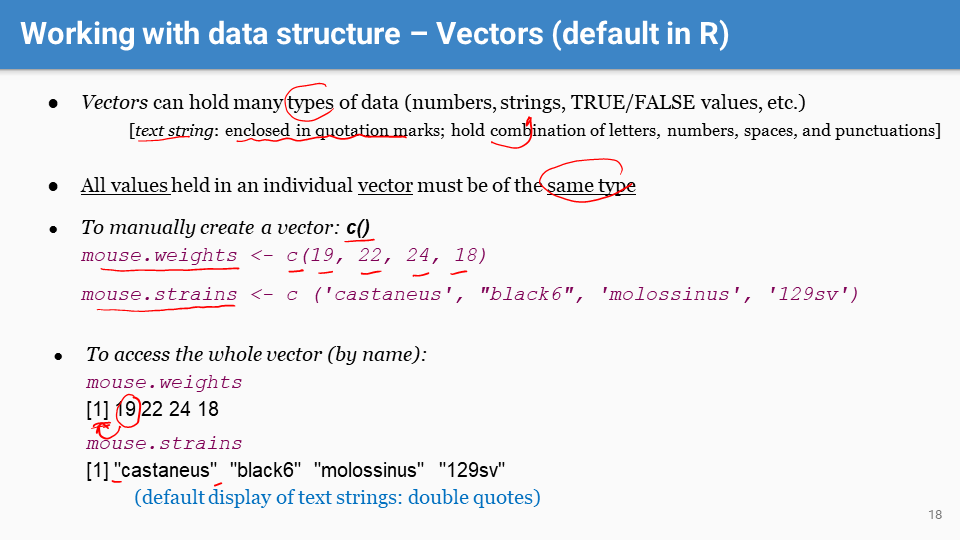 Working with data structure – Vectors (default in R)
● Vectors can hold many types of data (numbers, strings, TRUE/FALSE values, etc.)
[text string: enclosed in quotation marks; hold combination of letters, numbers, spaces, and punctuations]
● All values held in an individual vector must be of the same type
● To manually create a vector: c()
mouse.weights <- c(19, 22, 24, 18)
mouse.strains <- c ('castaneus', "black6", 'molossinus', '129sv')
● To access the whole vector (by name):
mouse.weights
[1] 19 22 24 18
mouse.strains
[1] "castaneus" "black6" "molossinus" "129sv"
(default display of text strings: double quotes)
18